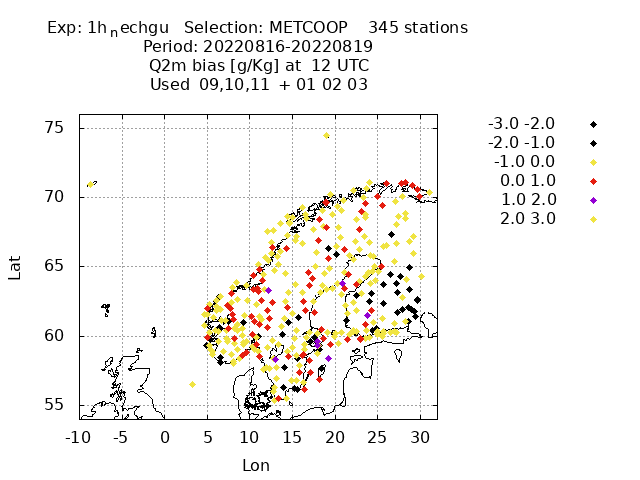 Exp: 1h_nechgu Selection: METCOOP 345 stations
Period: 20220816-20220819
Q2m bias [g/Kg] at 12 UTC
Used 09,10,11 + 01 02 03
-3.0 -2.0
-2.0 -1.0
-1.0 0.0
0.0 1.0
1.0 2.0
2.0 3.0
75
70
65
60
55
Lat
-10 -5 0 5 10 15 20 25 30
Lon